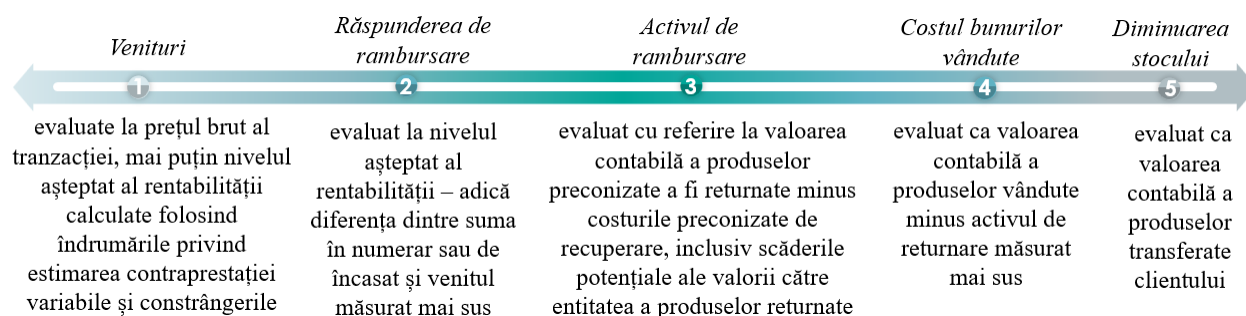 Venituri
1
evaluate la prețul brut al
tranzacției, mai puțin nivelul
așteptat al rentabilității
calculate folosind
îndrumările privind
estimarea contraprestației
variabile și constrângerile
Răspunderea de
rambursare
2
evaluat la nivelul
așteptat al
rentabilității – adică
diferența dintre suma
în numerar sau de
încasat și venitul
măsurat mai sus
Activul de
rambursare
3
evaluat cu referire la valoarea
contabilă a produselor
preconizate a fi returnate minus
costurile preconizate de
recuperare, inclusiv scăderile
potențiale ale valorii către
entitatea a produselor returnate
Costul bunurilor
vândute
4
evaluat ca valoarea
contabilă a
produselor vândute
minus activul de
returnare măsurat
mai sus
Diminuarea
stocului
5
evaluat ca
valoarea
contabilă a
produselor
transferate
clientului